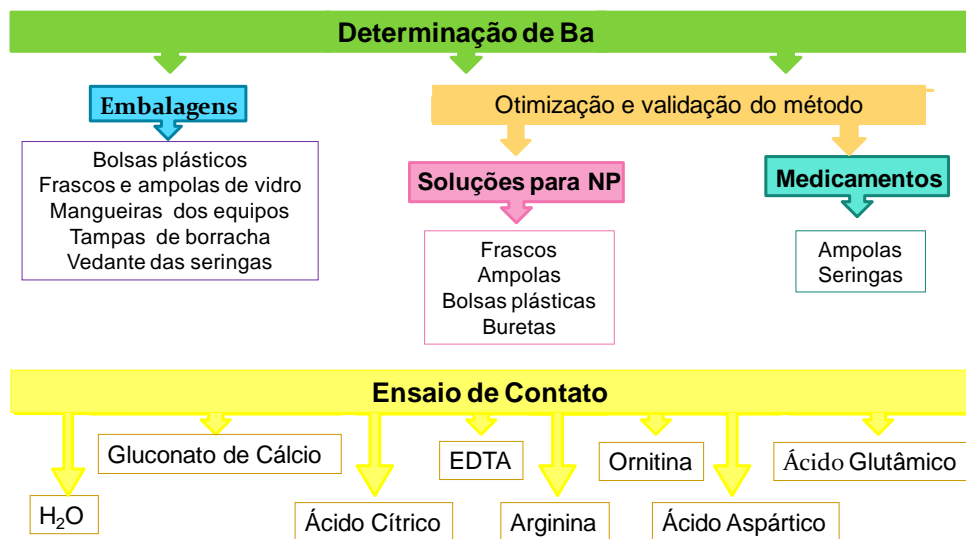 Determinação de Ba
Embalagens
Otimização e validação do método
Bolsas plásticos
Frascos e ampolas de vidro
Mangueiras dos equipos
Tampas de borracha
Vedante das seringas
Soluções para NP
Medicamentos
Frascos
Ampolas
Bolsas plásticas
Buretas
Ampolas
Seringas
Ensaio de Contato
Gluconato de Cálcio
EDTA
Ornitina
Ácido Glutâmico
H₂O
Ácido Cítrico
Arginina
Ácido Aspártico